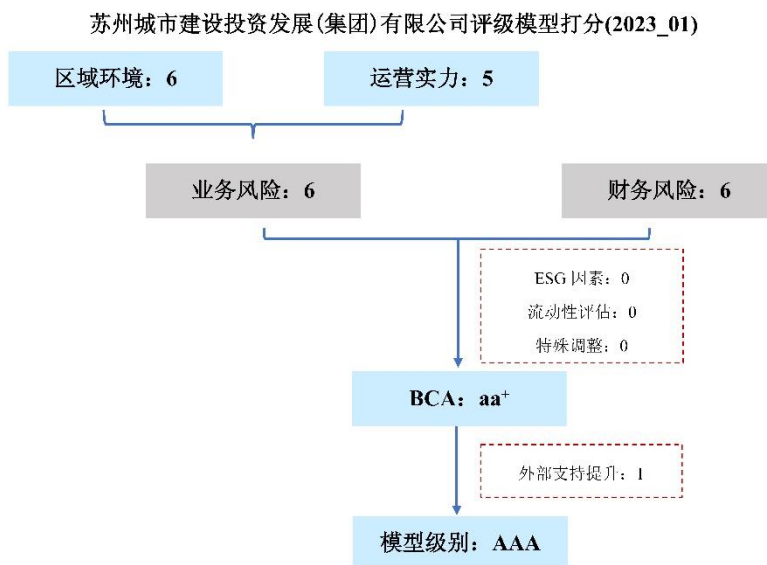 苏州城市建设投资发展(集团)有限公司评级模型打分(2023_01)
区域环境：6
运营实力：5
业务风险：6
财务风险：6
ESG 因素：0
流动性评估：0
特殊调整：0
BCA：aa⁺
外部支持提升：1
模型级别：AAA